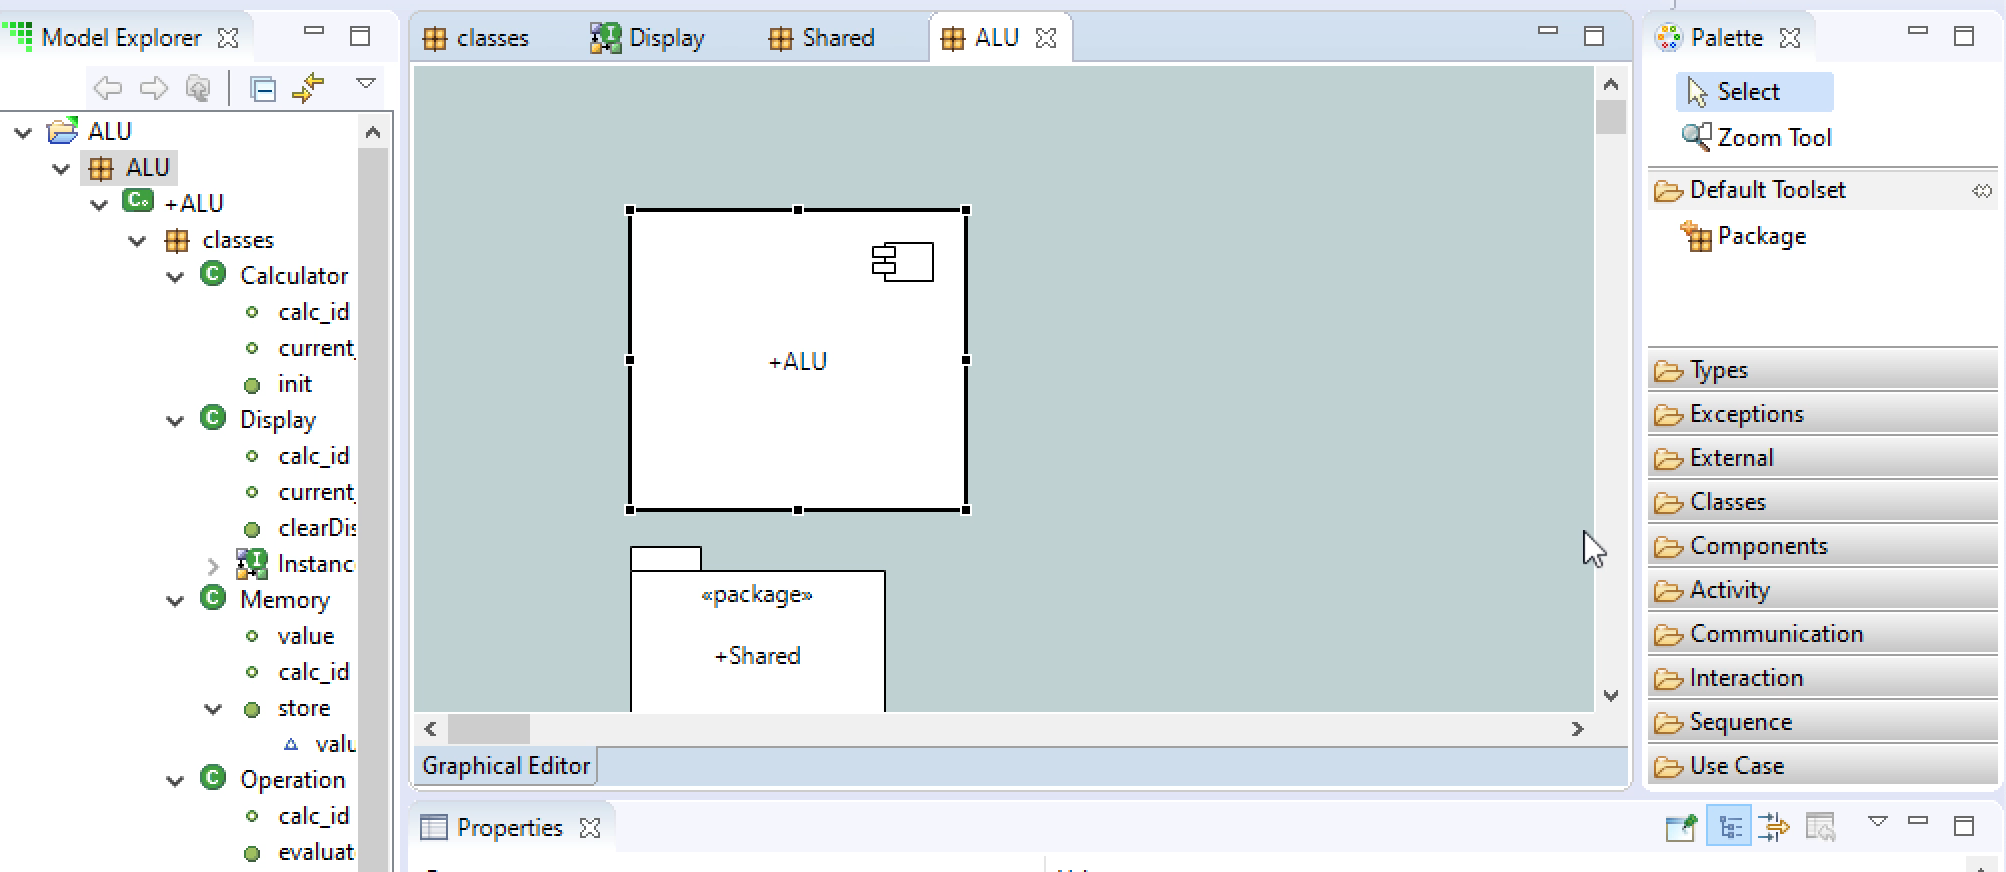 Model Explorer
ALU
ALU
+ALU
classes
Calculator
calc_id
current_
init
Display
calc_id
current_
clearDis
Instanc
Memory
value
calc_id
store
valu
Operation
calc_id
evaluat
classes
Display
Shared
ALU
+ALU
«package»
+Shared
Graphical Editor
Properties
Palette
Select
Zoom Tool
Default Toolset
Package
Types
Exceptions
External
Classes
Components
Activity
Communication
Interaction
Sequence
Use Case